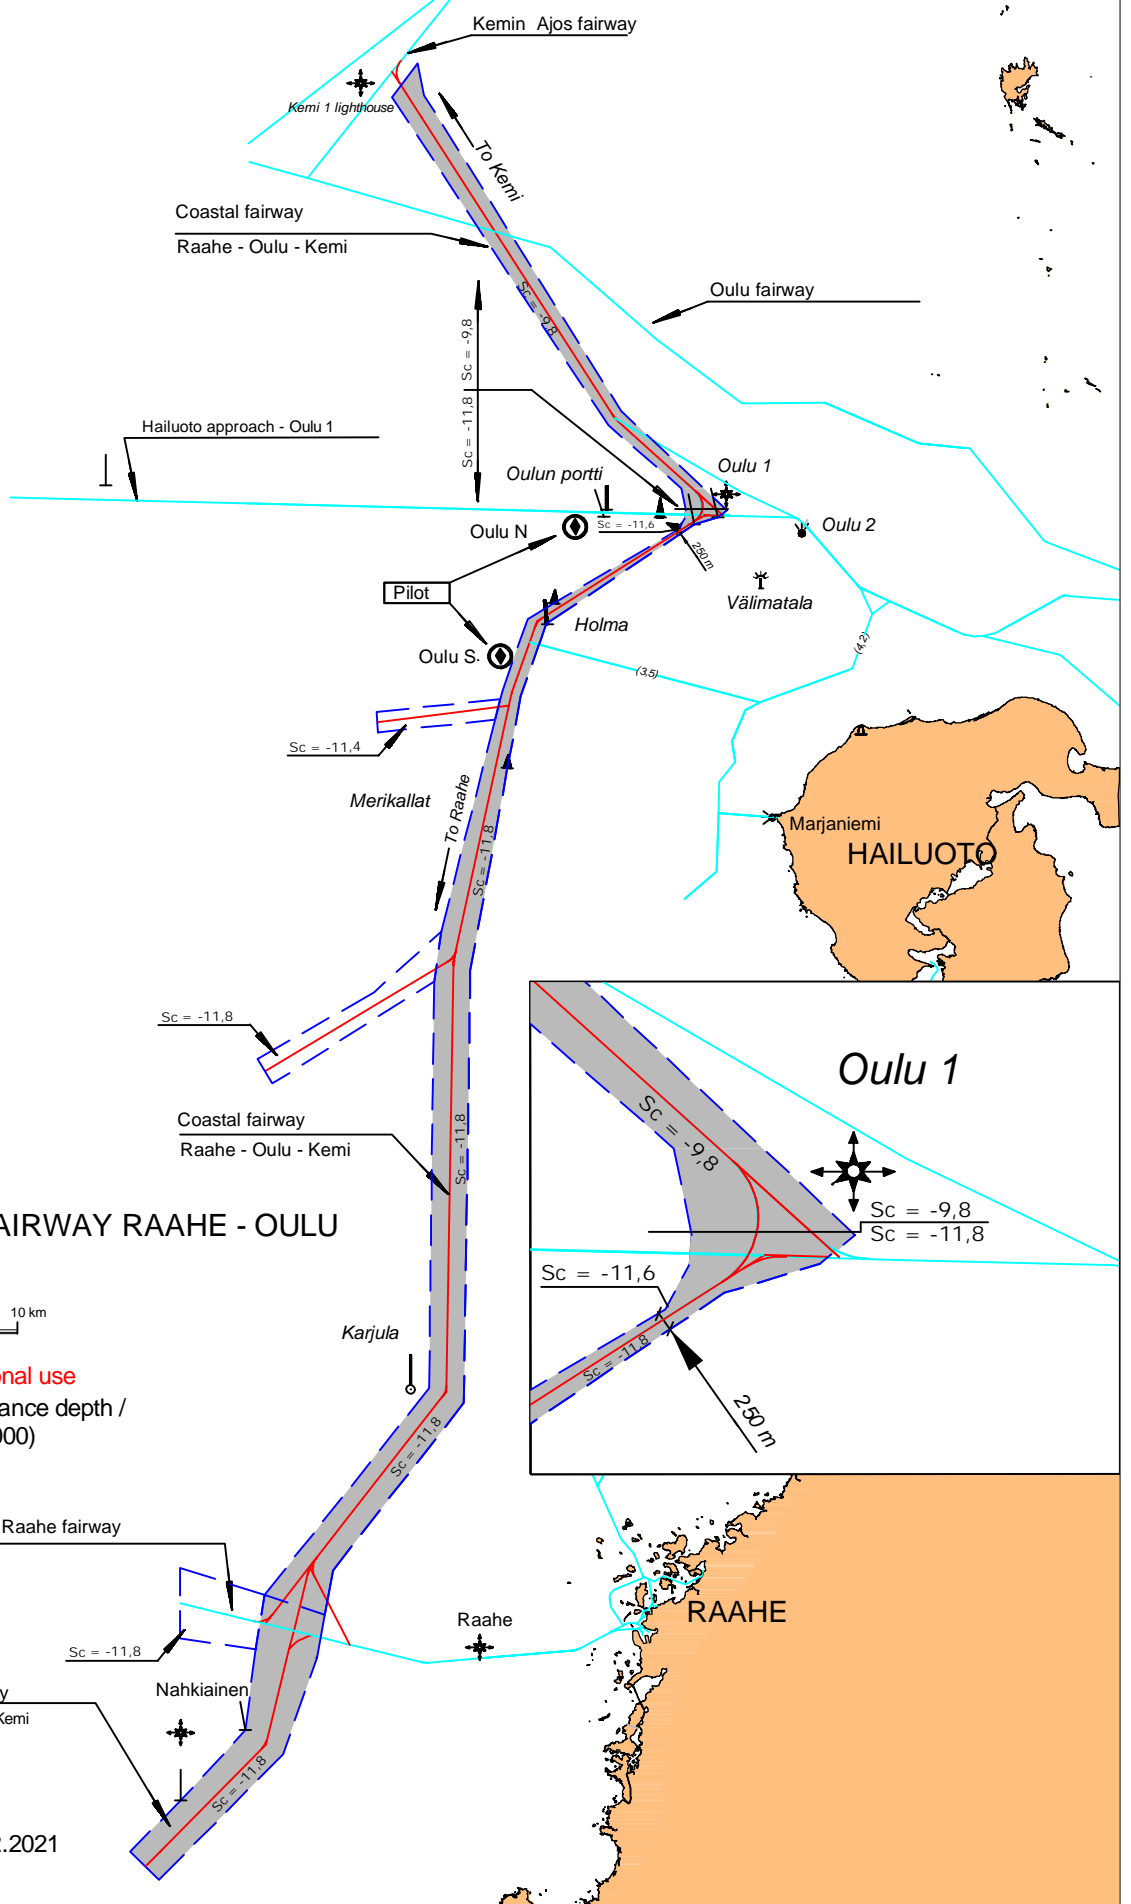 Kemin Ajos fairway
Kemi 1 lighthouse
To Kemi
Coastal fairway
Raahe - Oulu - Kemi
Oulu fairway
Sc = -9,8
Sc = -9,8
Sc = -11,8
Hailuoto approach - Oulu 1
Oulu 1
Oulun portti
Sc = -11,6
Oulu N
Oulu 2
250 m
Pilot
Välimatala
Holma
Oulu S.
(3,5)
(4,2)
Sc = -11,4
Merikallat
To Raahe
Sc = -11,8
Marjaniemi
HAILUOTO
Sc = -11,8
Coastal fairway
Raahe - Oulu - Kemi
Sc = -11,8
Oulu 1
Sc = -9,8
Sc = -9,8
Sc = -11,8
Sc = -11,6
Sc = -11,8
250 m
AIRWAY RAAHE - OULU
10 km
Karjula
onal use
ance depth /
000)
Sc = -11,8
Raahe fairway
RAAHE
Raahe
Sc = -11,8
Nahkiainen
y
Kemi
Sc = -11,8
.2021